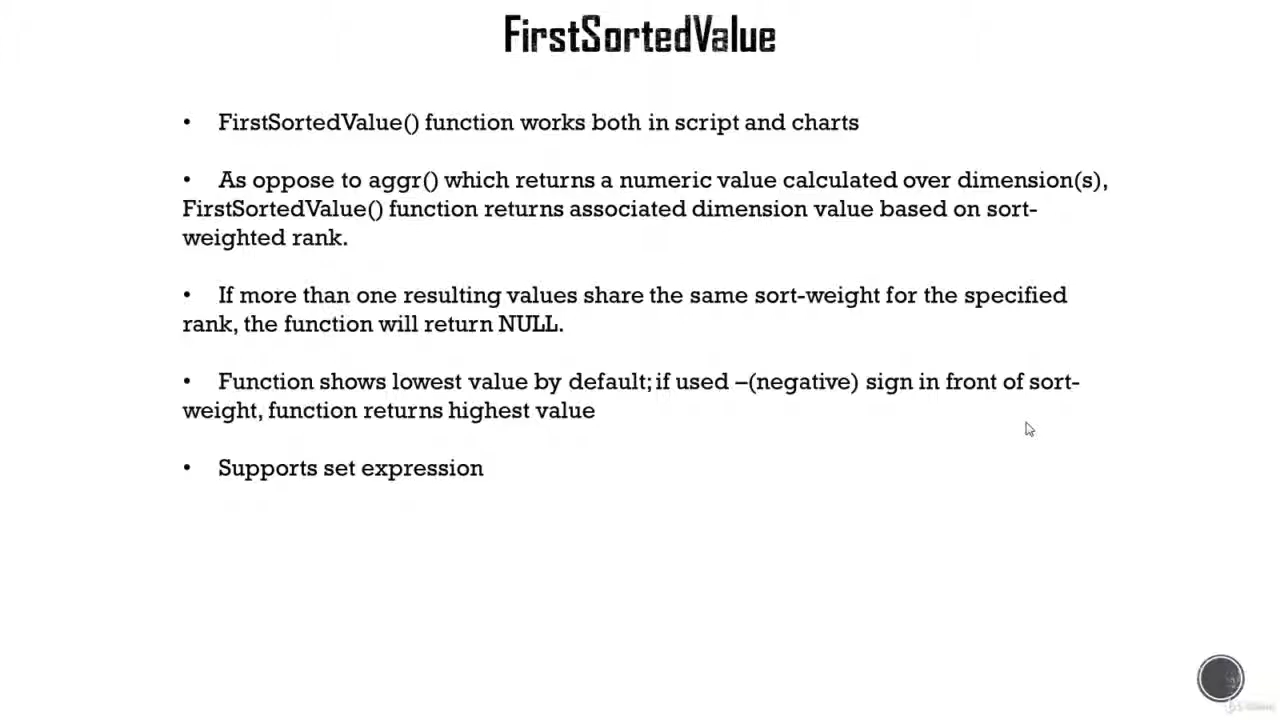 FirstSortedValue
• FirstSortedValue() function works both in script and charts
• As oppose to aggr() which returns a numeric value calculated over dimension(s),
FirstSortedValue() function returns associated dimension value based on sort-
weighted rank.
• If more than one resulting values share the same sort-weight for the specified
rank, the function will return NULL.
• Function shows lowest value by default; if used –(negative) sign in front of sort-
weight, function returns highest value
• Supports set expression